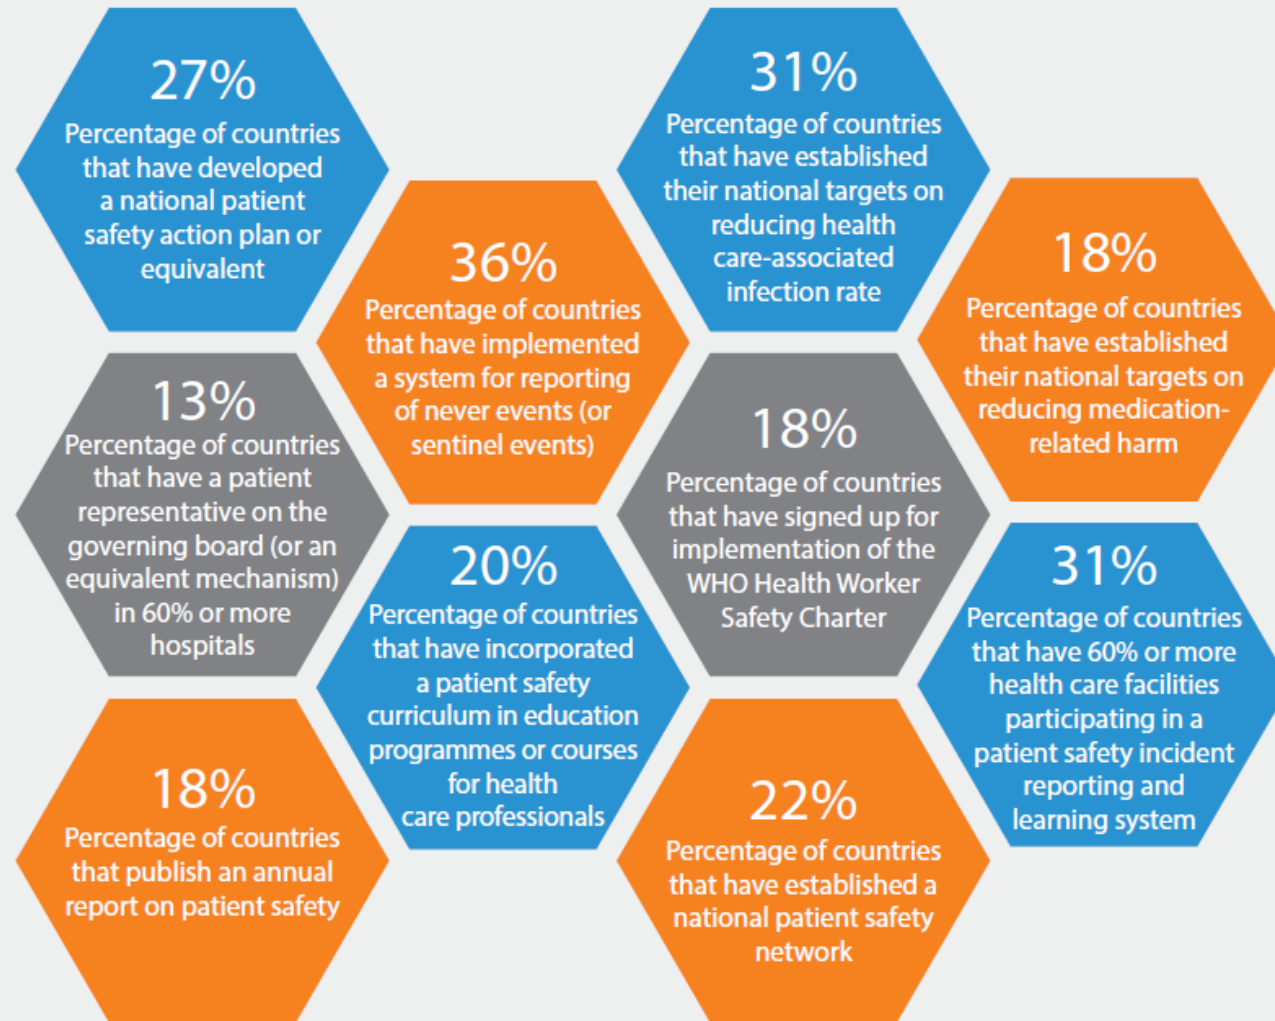 27%
Percentage of countries
that have developed
a national patient
safety action plan or
equivalent
31%
Percentage of countries
that have established
their national targets on
reducing health
care-associated
infection rate
36%
Percentage of countries
that have implemented
a system for reporting
of never events (or
sentinel events)
18%
Percentage of countries
that have established
their national targets on
reducing medication-
related harm
13%
Percentage of countries
that have a patient
representative on the
governing board (or an
equivalent mechanism)
in 60% or more
hospitals
18%
Percentage of countries
that have signed up for
implementation of the
WHO Health Worker
Safety Charter
20%
Percentage of countries
that have incorporated
a patient safety
curriculum in education
programmes or courses
for health
care professionals
31%
Percentage of countries
that have 60% or more
health care facilities
participating in a
patient safety incident
reporting and
learning system
18%
Percentage of countries
that publish an annual
report on patient safety
22%
Percentage of countries
that have established a
national patient safety
network